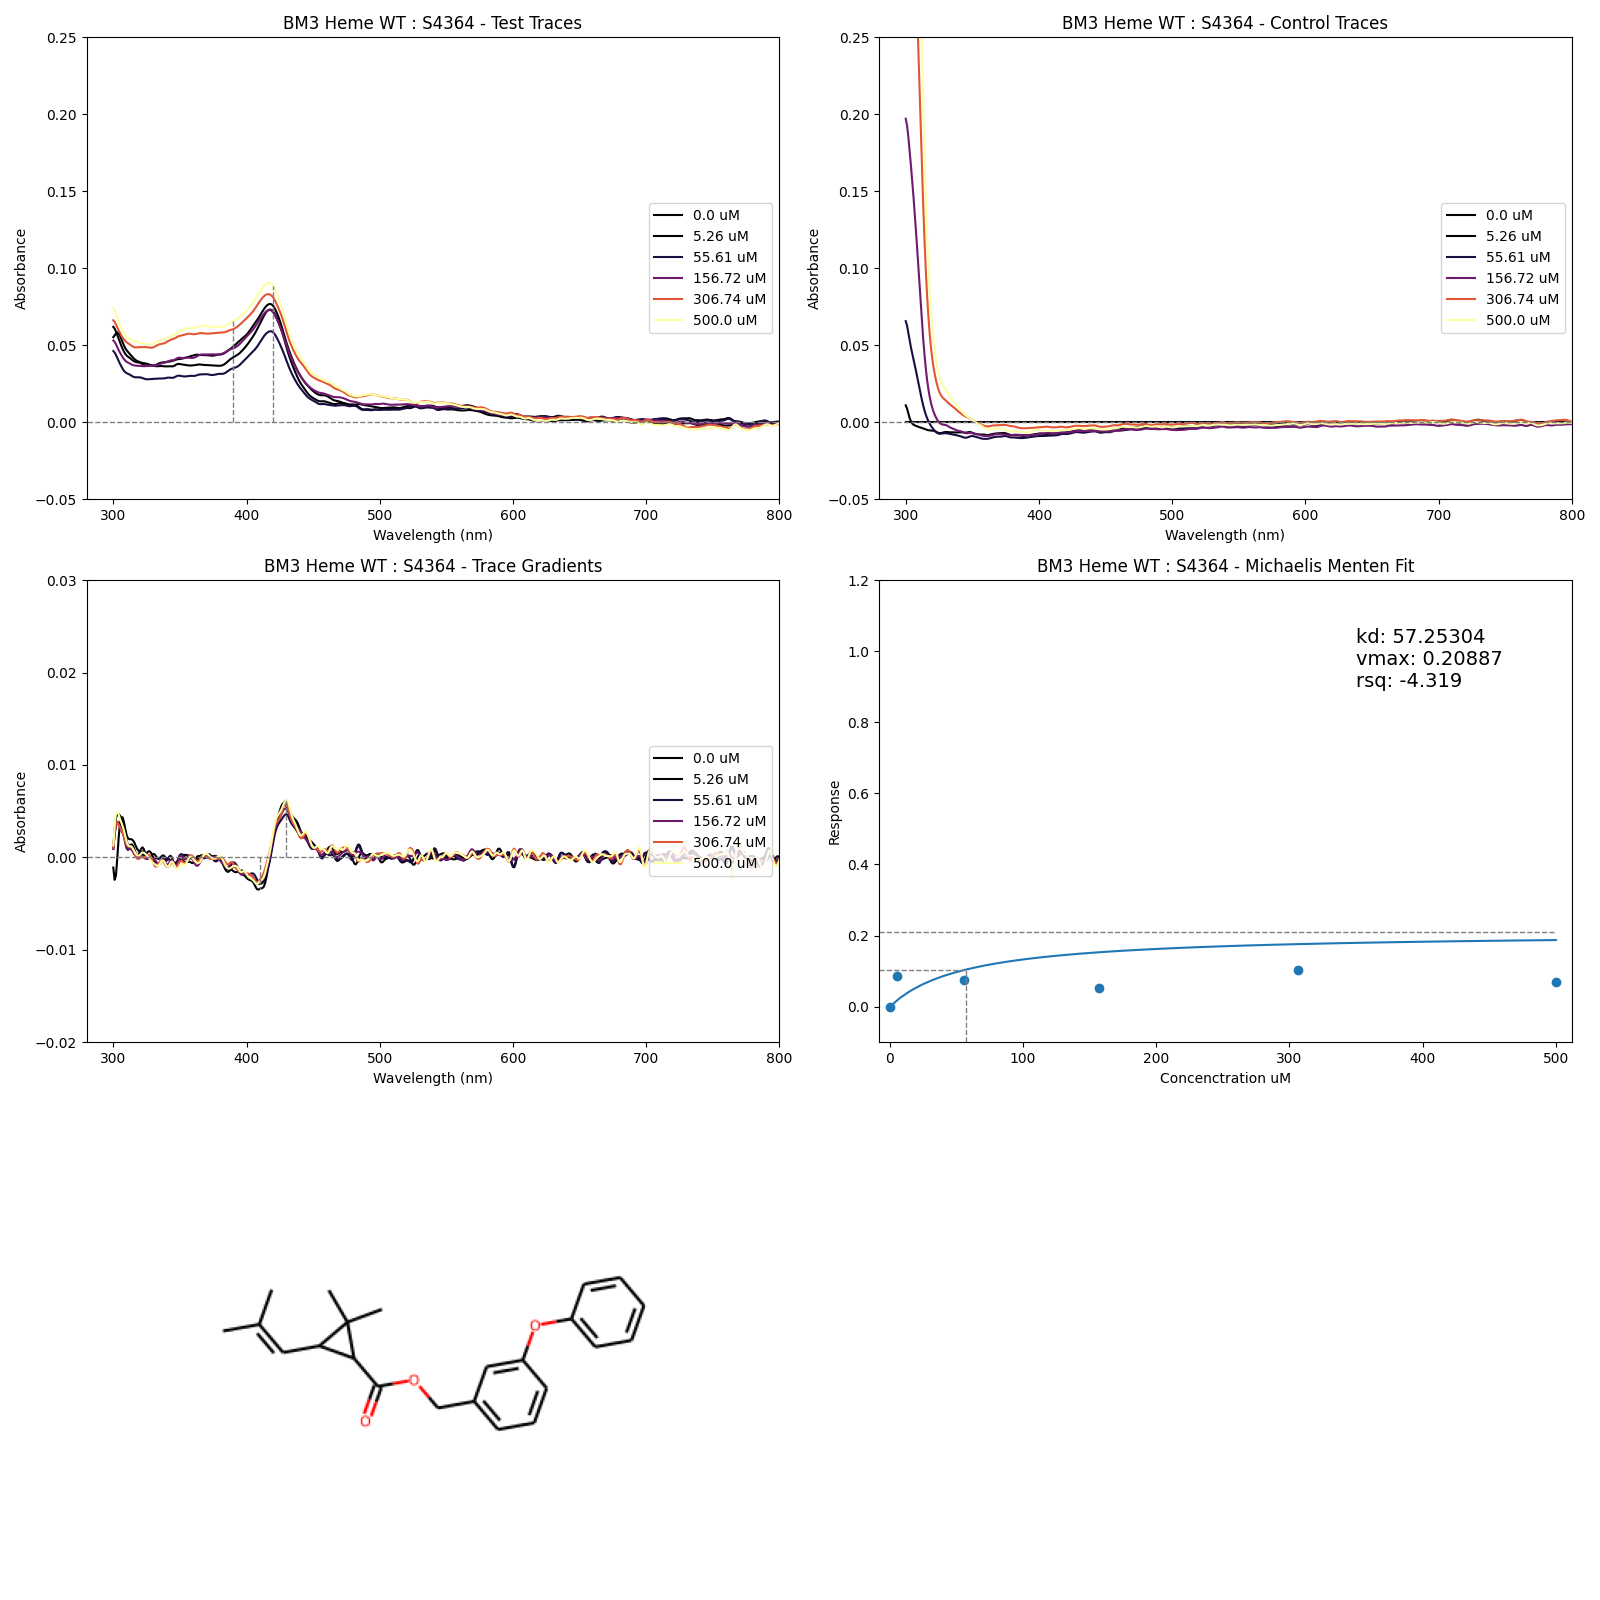 BM3 Heme WT : S4364 - Test Traces
Absorbance
0.25
0.20
0.15
0.10
0.05
0.00
−0.05
300
400
500
600
700
800
Wavelength (nm)
0.0 uM
5.26 uM
55.61 uM
156.72 uM
306.74 uM
500.0 uM
BM3 Heme WT : S4364 - Control Traces
Absorbance
0.25
0.20
0.15
0.10
0.05
0.00
−0.05
300
400
500
600
700
800
Wavelength (nm)
0.0 uM
5.26 uM
55.61 uM
156.72 uM
306.74 uM
500.0 uM
BM3 Heme WT : S4364 - Trace Gradients
Absorbance
0.03
0.02
0.01
0.00
−0.01
−0.02
300
400
500
600
700
800
Wavelength (nm)
0.0 uM
5.26 uM
55.61 uM
156.72 uM
306.74 uM
500.0 uM
BM3 Heme WT : S4364 - Michaelis Menten Fit
Response
1.2
1.0
0.8
0.6
0.4
0.2
0.0
0
100
200
300
400
500
Concenctration uM
kd: 57.25304
vmax: 0.20887
rsq: -4.319
O
O
O